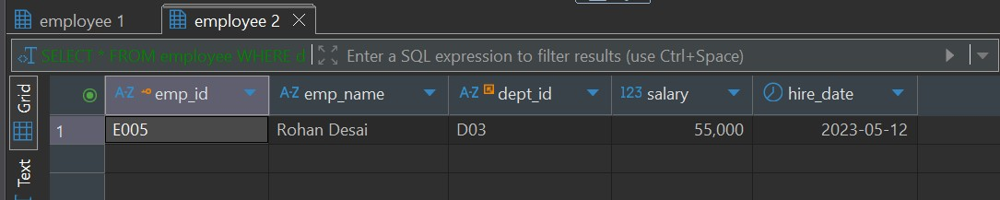 employee 1 employee 2
SELECT * FROM employee WHERE d Enter a SQL expression to filter results (use Ctrl+Space)
Grid
A-Z emp_id A-Z emp_name A-Z dept_id 123 salary hire_date
1 E005 Rohan Desai D03 55,000 2023-05-12
Text